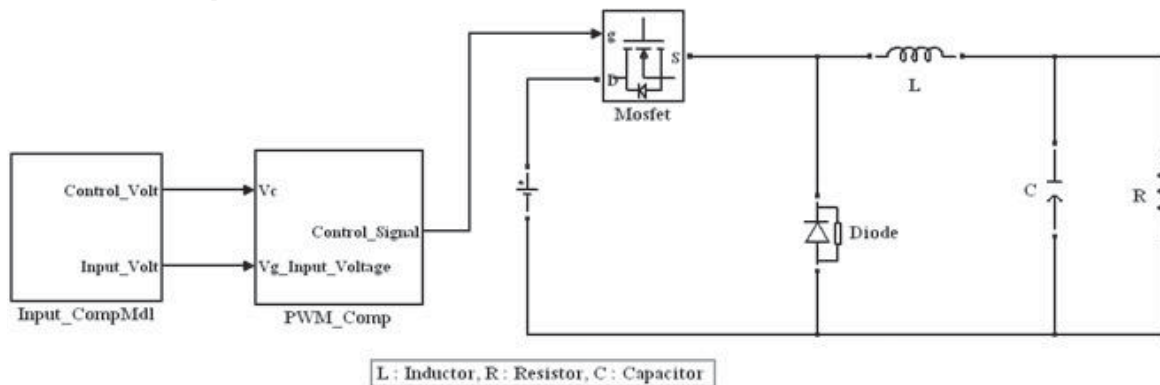 g
D
S
Mosfet
L
Control_Volt
Input_Volt
Input_CompMdl
Vc
Control_Signal
Vg_Input_Voltage
PWM_Comp
+
Diode
C
R
L : Inductor, R : Resistor, C : Capacitor